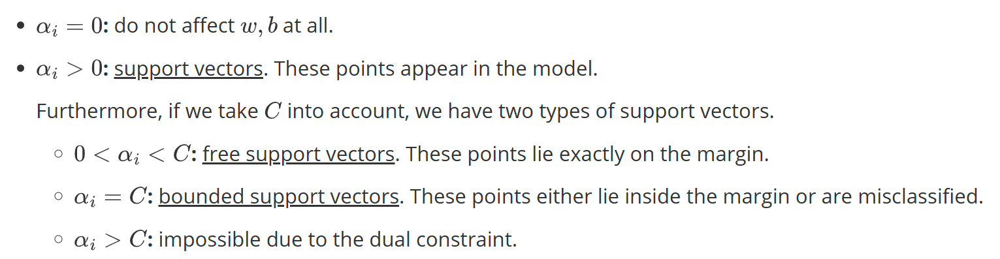 • αᵢ = 0: do not affect w, b at all.
• αᵢ > 0: support vectors. These points appear in the model.
Furthermore, if we take C into account, we have two types of support vectors.
◦ 0 < αᵢ < C: free support vectors. These points lie exactly on the margin.
◦ αᵢ = C: bounded support vectors. These points either lie inside the margin or are misclassified.
◦ αᵢ > C: impossible due to the dual constraint.